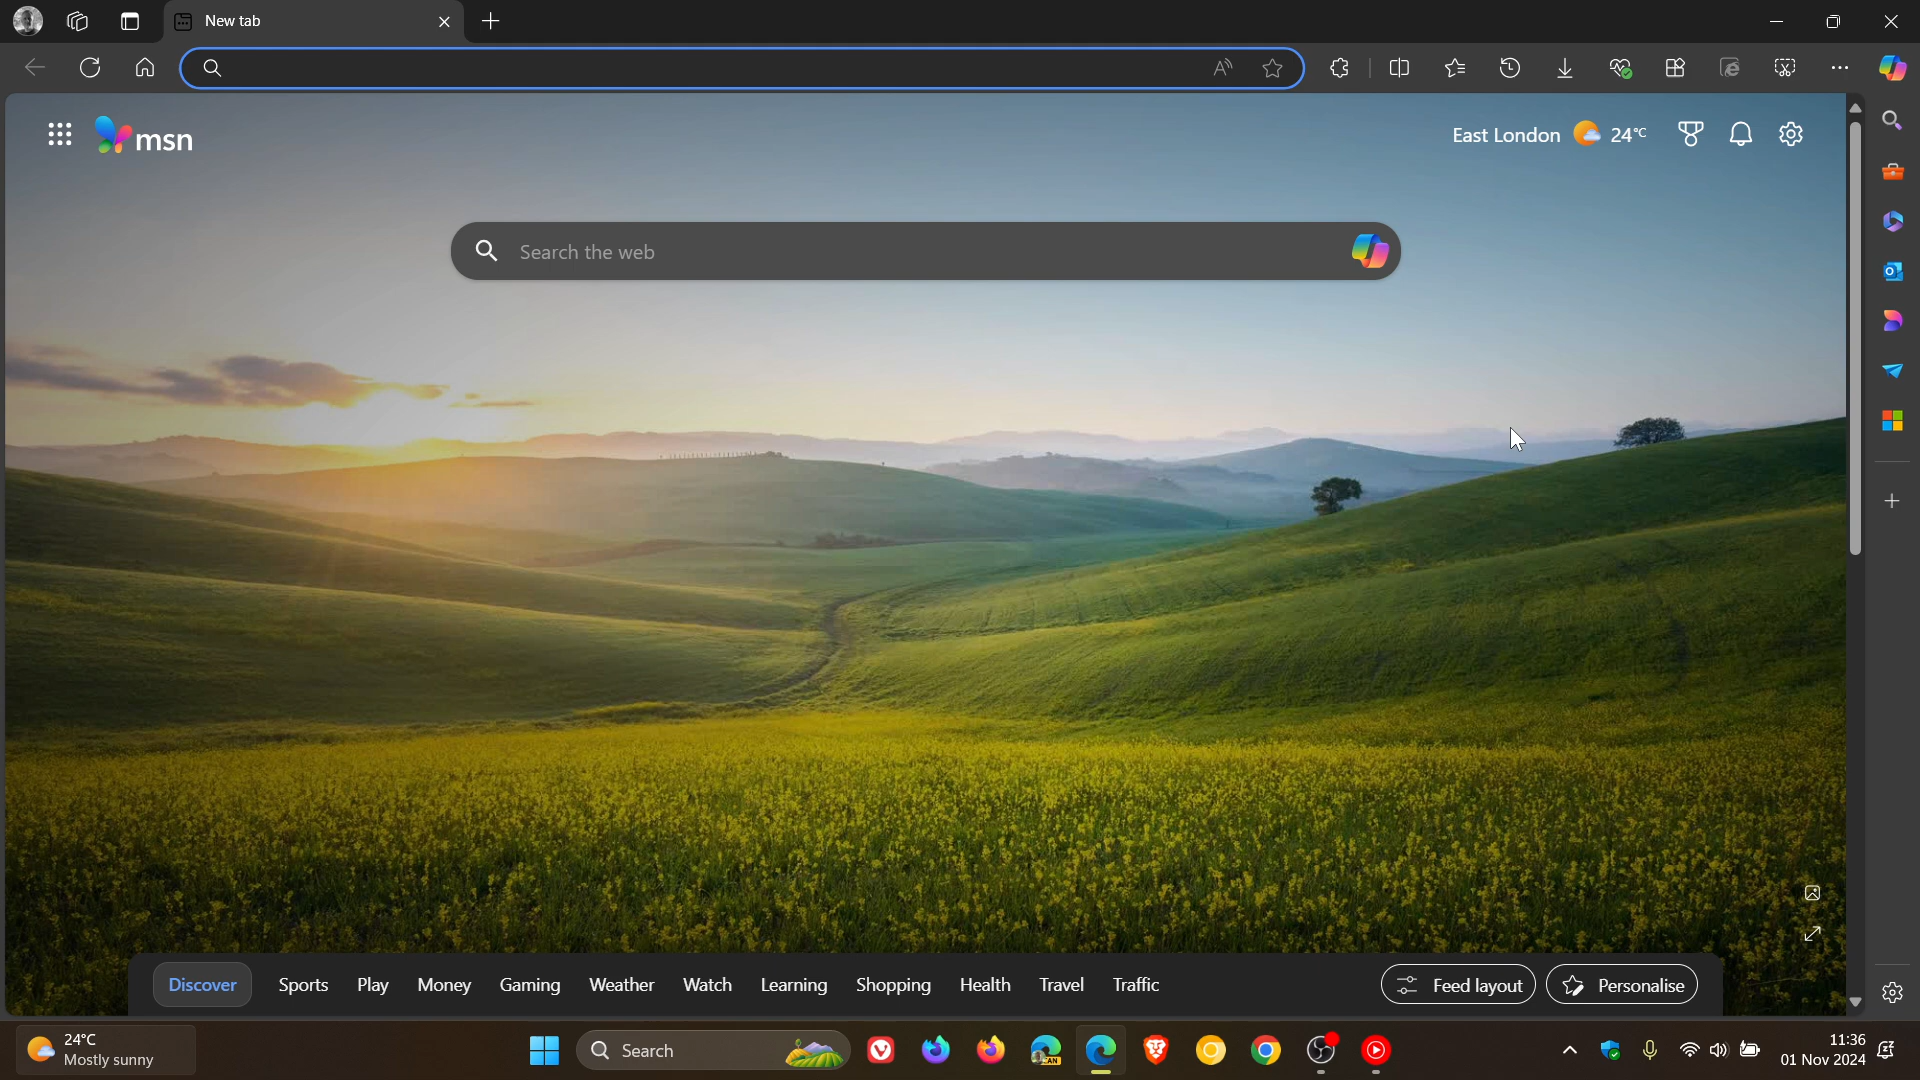 New tab
msn
East London 24°C
Search the web
Discover
Sports
Play
Money
Gaming
Weather
Watch
Learning
Shopping
Health
Travel
Traffic
Feed layout
Personalise
24°C
Mostly sunny
Search
CAN
11:36
01 Nov 2024